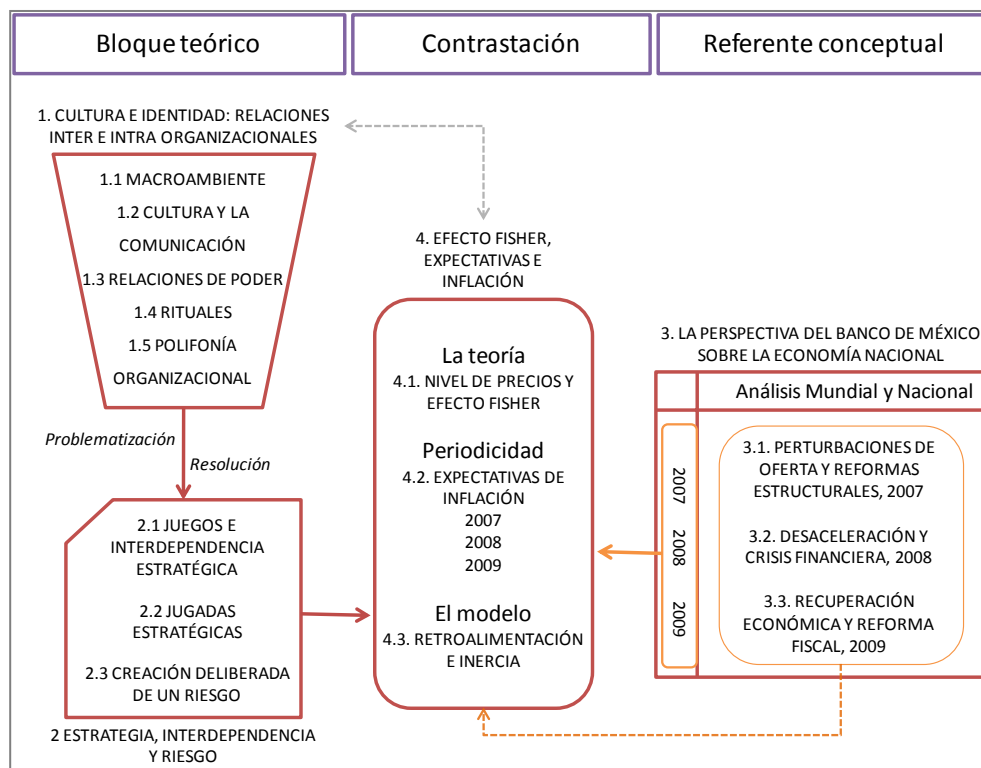 Bloque teórico
Contrastación
Referente conceptual
1. CULTURA E IDENTIDAD: RELACIONES
INTER E INTRA ORGANIZACIONALES
1.1 MACROAMBIENTE
1.2 CULTURA Y LA
COMUNICACIÓN
1.3 RELACIONES DE PODER
1.4 RITUALES
1.5 POLIFONÍA
ORGANIZACIONAL
Problematización
Resolución
2.1 JUEGOS E
INTERDEPENDENCIA
ESTRATÉGICA
2.2 JUGADAS
ESTRATÉGICAS
2.3 CREACIÓN DELIBERADA
DE UN RIESGO
2 ESTRATEGIA, INTERDEPENDENCIA
Y RIESGO
4. EFECTO FISHER,
EXPECTATIVAS E
INFLACIÓN
La teoría
4.1. NIVEL DE PRECIOS Y
EFECTO FISHER
Periodicidad
4.2. EXPECTATIVAS DE
INFLACIÓN
2007
2008
2009
El modelo
4.3. RETROALIMENTACIÓN
E INERCIA
3. LA PERSPECTIVA DEL BANCO DE MÉXICO
SOBRE LA ECONOMÍA NACIONAL
Análisis Mundial y Nacional
2007
2008
2009
3.1. PERTURBACIONES DE
OFERTA Y REFORMAS
ESTRUCTURALES, 2007
3.2. DESACELERACIÓN Y
CRISIS FINANCIERA, 2008
3.3. RECUPERACIÓN
ECONÓMICA Y REFORMA
FISCAL, 2009